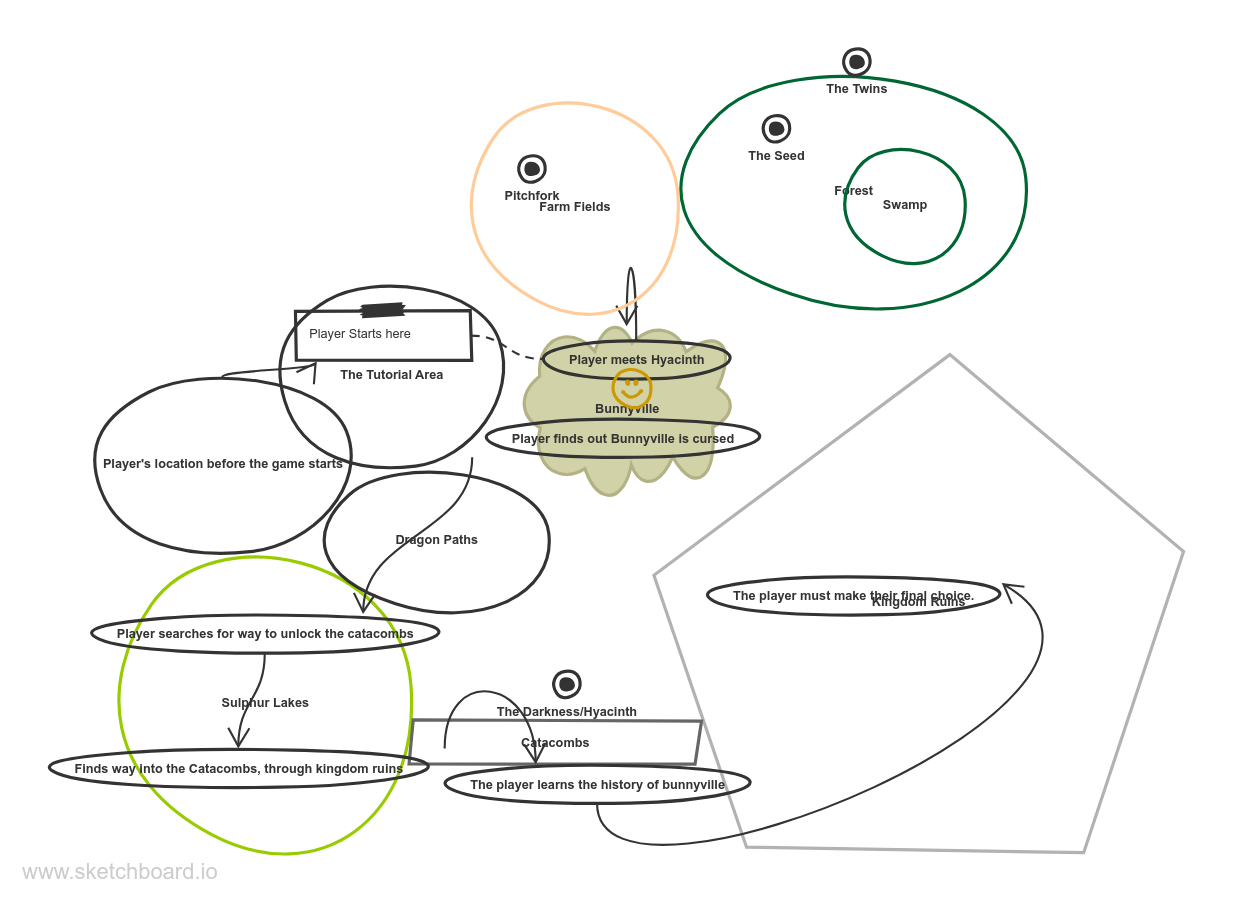 The Twins
The Seed
Pitchfork
Farm Fields
Forest
Swamp
Player Starts here
The Tutorial Area
Player meets Hyacinth
Bunnyville
Player finds out Bunnyville is cursed
Player's location before the game starts
Dragon Paths
The player must make their final choice.
Kingdom Ruins
Player searches for way to unlock the catacombs
Sulphur Lakes
The Darkness/Hyacinth
Catacombs
Finds way into the Catacombs, through kingdom ruins
The player learns the history of bunnyville
www.sketchboard.io